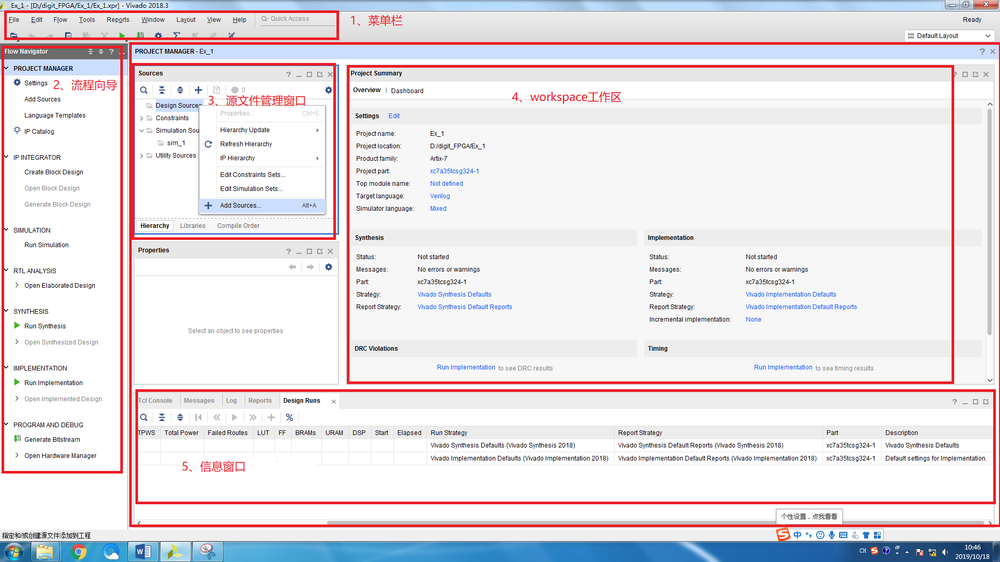 Ex_1 - [D:/digit_FPGA/Ex_1/Ex_1.xpr] - Vivado 2018.3
File Edit Flow Tools Reports Window Layout View Help Quick Access
1、菜单栏
Ready
Default Layout
Flow Navigator
PROJECT MANAGER
Settings
2、流程向导
Add Sources
Language Templates
IP Catalog
IP INTEGRATOR
Create Block Design
Open Block Design
Generate Block Design
SIMULATION
Run Simulation
RTL ANALYSIS
Open Elaborated Design
SYNTHESIS
Run Synthesis
Open Synthesized Design
IMPLEMENTATION
Run Implementation
Open Implemented Design
PROGRAM AND DEBUG
Generate Bitstream
Open Hardware Manager
PROJECT MANAGER - Ex_1
Sources
0
3、源文件管理窗口
Design Sources
Constraints
Simulation Sou
sim_1
Utility Sources
Properties... Ctrl+E
Hierarchy Update
Refresh Hierarchy
IP Hierarchy
Edit Constraints Sets...
Edit Simulation Sets...
Add Sources... Alt+A
Hierarchy Libraries Compile Order
Properties
Select an object to see properties
Project Summary
Overview | Dashboard
4、workspace工作区
Settings Edit
Project name: Ex_1
Project location: D:/digit_FPGA/Ex_1
Product family: Artix-7
Project part: xc7a35tcsg324-1
Top module name: Not defined
Target language: Verilog
Simulator language: Mixed
Synthesis
Status: Not started
Messages: No errors or warnings
Part: xc7a35tcsg324-1
Strategy: Vivado Synthesis Defaults
Report Strategy: Vivado Synthesis Default Reports
Implementation
Status: Not started
Messages: No errors or warnings
Part: xc7a35tcsg324-1
Strategy: Vivado Implementation Defaults
Report Strategy: Vivado Implementation Default Reports
Incremental implementation: None
DRC Violations
Run Implementation to see DRC results
Timing
Run Implementation to see timing results
Tcl Console Messages Log Reports Design Runs
TPWS Total Power Failed Routes LUT FF BRAMs URAM DSP Start Elapsed Run Strategy Report Strategy Part Description
Vivado Synthesis Defaults (Vivado Synthesis 2018) Vivado Synthesis Default Reports (Vivado Synthesis 2018) xc7a35tcsg324-1 Vivado Synthesis Defaults
Vivado Implementation Defaults (Vivado Implementation 2018) Vivado Implementation Default Reports (Vivado Implementation 2018) xc7a35tcsg324-1 Default settings for Implementation.
5、信息窗口
个性设置，点我看看
指定和/或创建源文件添加到工程
中
CH
10:46
2019/10/18